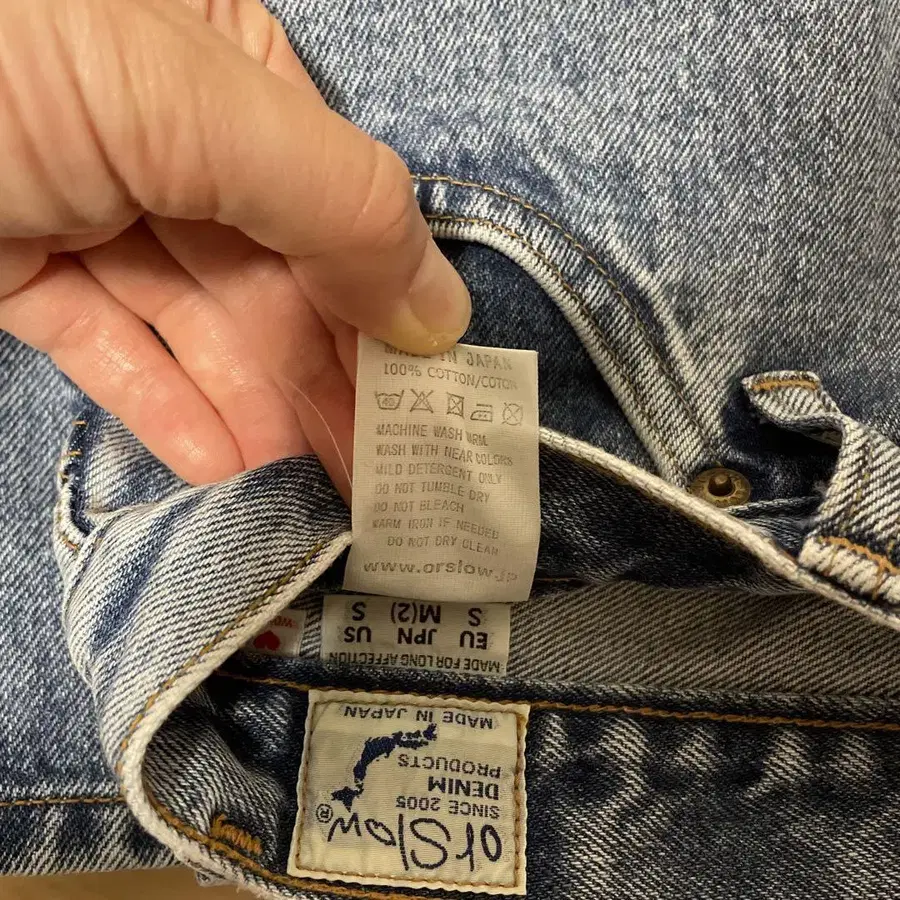 MADE IN JAPAN
100% COTTON/COTON
40
MACHINE WASH WRM
WASH WITH NEAR COLORS
MILD DETERGENT ONLY
DO NOT TUMBLE DRY
DO NOT BLEACH
WARM IRON IF NEEDED
DO NOT DRY CLEAN
www.orslow.jp
MADE FOR LONG AFFECTION
EU JPN US
S M(2) S
orSlow®
SINCE 2005
DENIM
PRODUCTS
MADE IN JAPAN